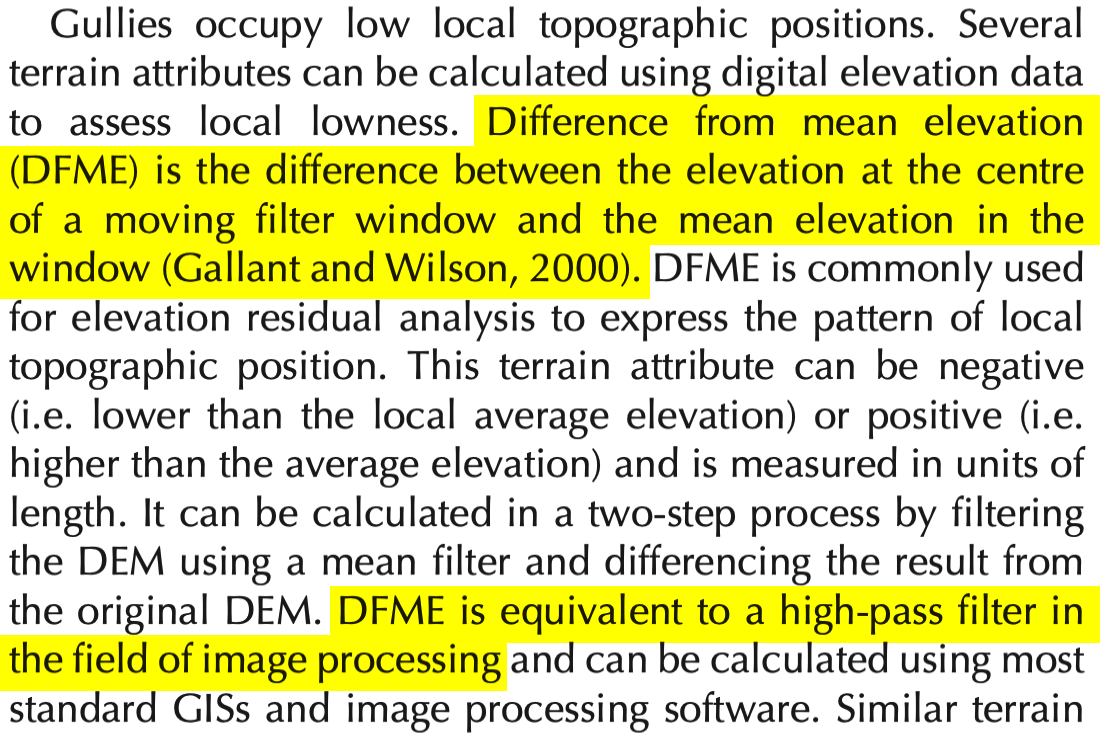 Gullies occupy low local topographic positions. Several
terrain attributes can be calculated using digital elevation data
to assess local lowness. Difference from mean elevation
(DFME) is the difference between the elevation at the centre
of a moving filter window and the mean elevation in the
window (Gallant and Wilson, 2000). DFME is commonly used
for elevation residual analysis to express the pattern of local
topographic position. This terrain attribute can be negative
(i.e. lower than the local average elevation) or positive (i.e.
higher than the average elevation) and is measured in units of
length. It can be calculated in a two-step process by filtering
the DEM using a mean filter and differencing the result from
the original DEM. DFME is equivalent to a high-pass filter in
the field of image processing and can be calculated using most
standard GISs and image processing software. Similar terrain